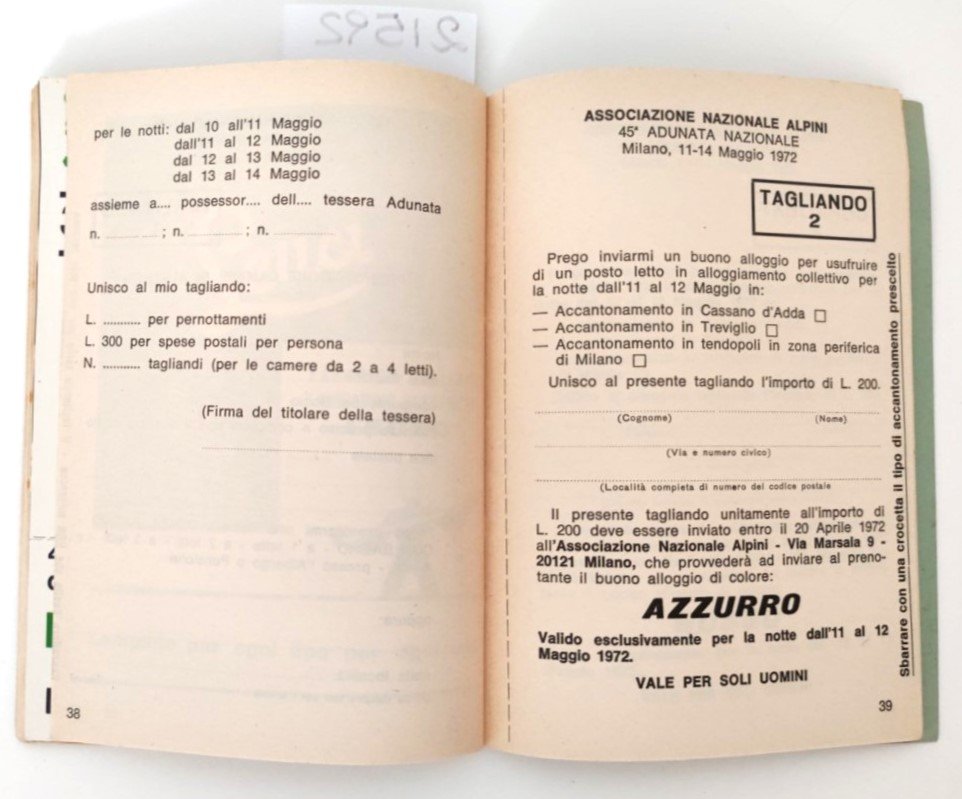 21592
per le notti: dal 10 all'11 Maggio
dall'11 al 12 Maggio
dal 12 al 13 Maggio
dal 13 al 14 Maggio
assieme a.... possessor.... dell.... tessera Adunata
n. ............ ; n. ............ ; n. ............
Unisco al mio tagliando:
L. ........... per pernottamenti
L. 300 per spese postali per persona
N. ........... tagliandi (per le camere da 2 a 4 letti).
(Firma del titolare della tessera)
38
ASSOCIAZIONE NAZIONALE ALPINI
45ª ADUNATA NAZIONALE
Milano, 11-14 Maggio 1972
TAGLIANDO
2
Prego inviarmi un buono alloggio per usufruire
di un posto letto in alloggiamento collettivo per
la notte dall'11 al 12 Maggio in:
— Accantonamento in Cassano d'Adda □
— Accantonamento in Treviglio □
— Accantonamento in tendopoli in zona periferica
di Milano □
Unisco al presente tagliando l'importo di L. 200.
(Cognome) (Nome)
(Via e numero civico)
(Località completa di numero del codice postale
Il presente tagliando unitamente all'importo di
L. 200 deve essere inviato entro il 20 Aprile 1972
all'Associazione Nazionale Alpini - Via Marsala 9 -
20121 Milano, che provvederà ad inviare al preno-
tante il buono alloggio di colore:
AZZURRO
Valido esclusivamente per la notte dall'11 al 12
Maggio 1972.
VALE PER SOLI UOMINI
39
Sbarrare con una crocetta il tipo di accantonamento prescelto